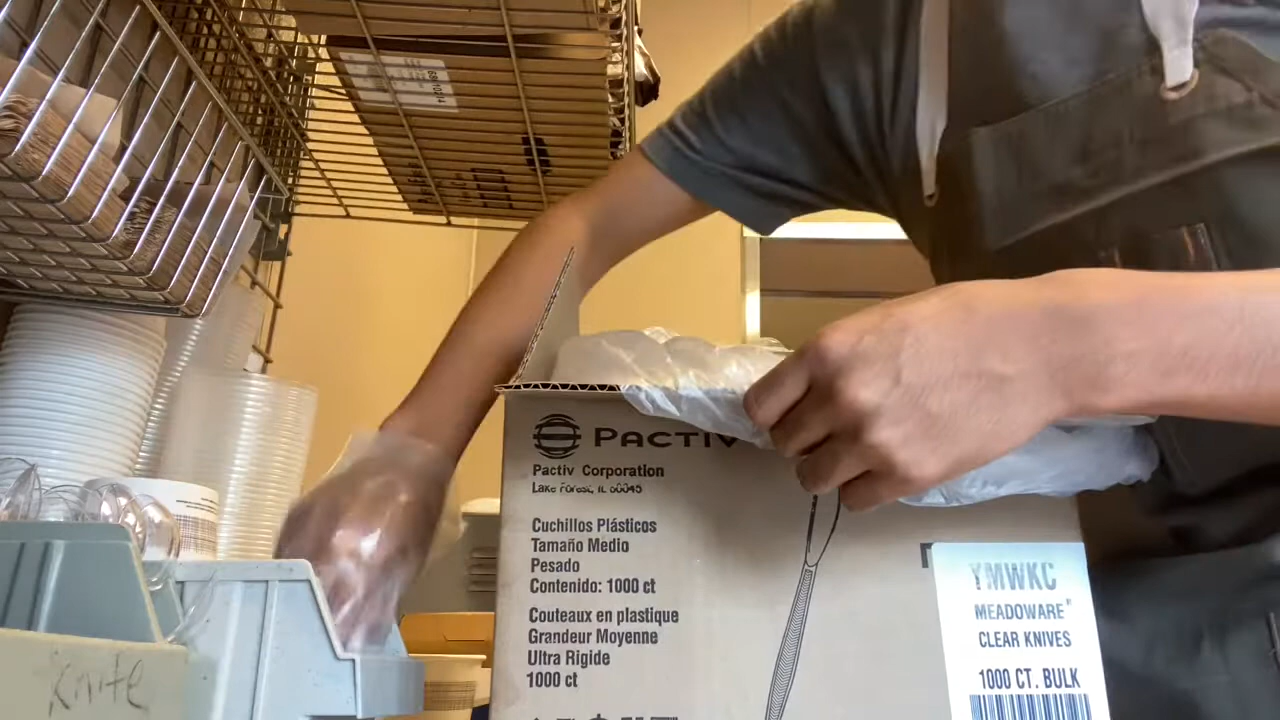 PACTIV
Pactiv Corporation
Lake Forest, IL 60045
Cuchillos Plásticos
Tamaño Medio
Pesado
Contenido: 1000 ct
Couteaux en plastique
Grandeur Moyenne
Ultra Rigide
1000 ct
YMWKC
MEADOWARE®
CLEAR KNIVES
1000 CT. BULK
Knife